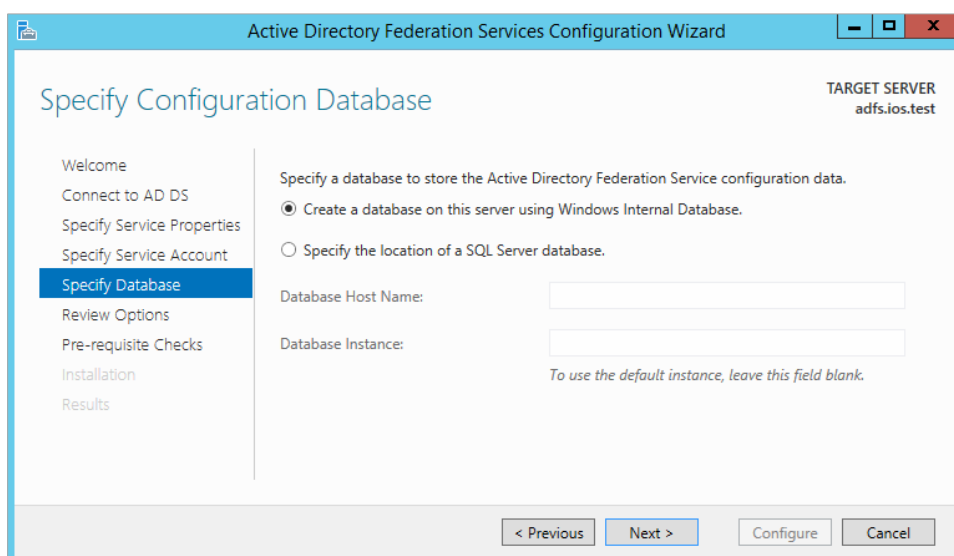 Active Directory Federation Services Configuration Wizard
Specify Configuration Database
TARGET SERVER
adfs.ios.test
Welcome
Connect to AD DS
Specify Service Properties
Specify Service Account
Specify Database
Review Options
Pre-requisite Checks
Installation
Results
Specify a database to store the Active Directory Federation Service configuration data.
Create a database on this server using Windows Internal Database.
Specify the location of a SQL Server database.
Database Host Name:
Database Instance:
To use the default instance, leave this field blank.
< Previous
Next >
Configure
Cancel